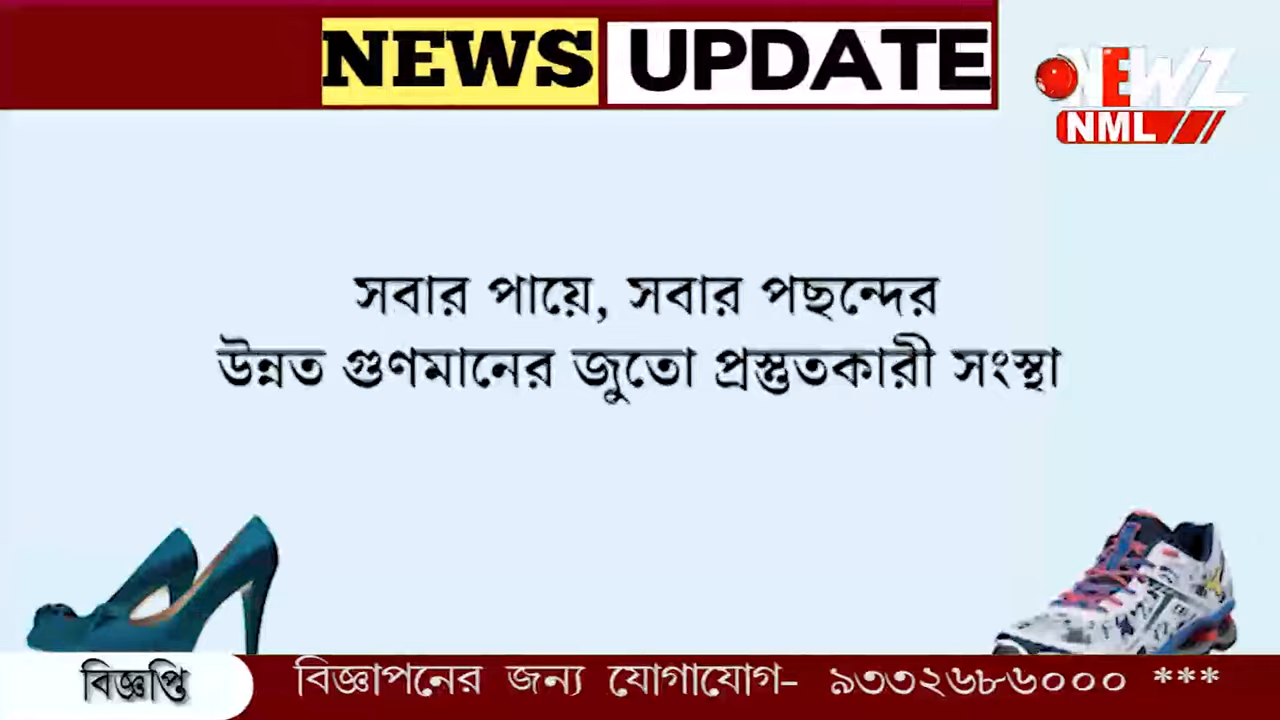 NEWS UPDATE
NEWZ
NML
সবার পায়ে, সবার পছন্দের
উন্নত গুণমানের জুতো প্রস্তুতকারী সংস্থা
বিজ্ঞপ্তি
বিজ্ঞাপনের জন্য যোগাযোগ- ৯৩৩২৬৮৬০০০ ***